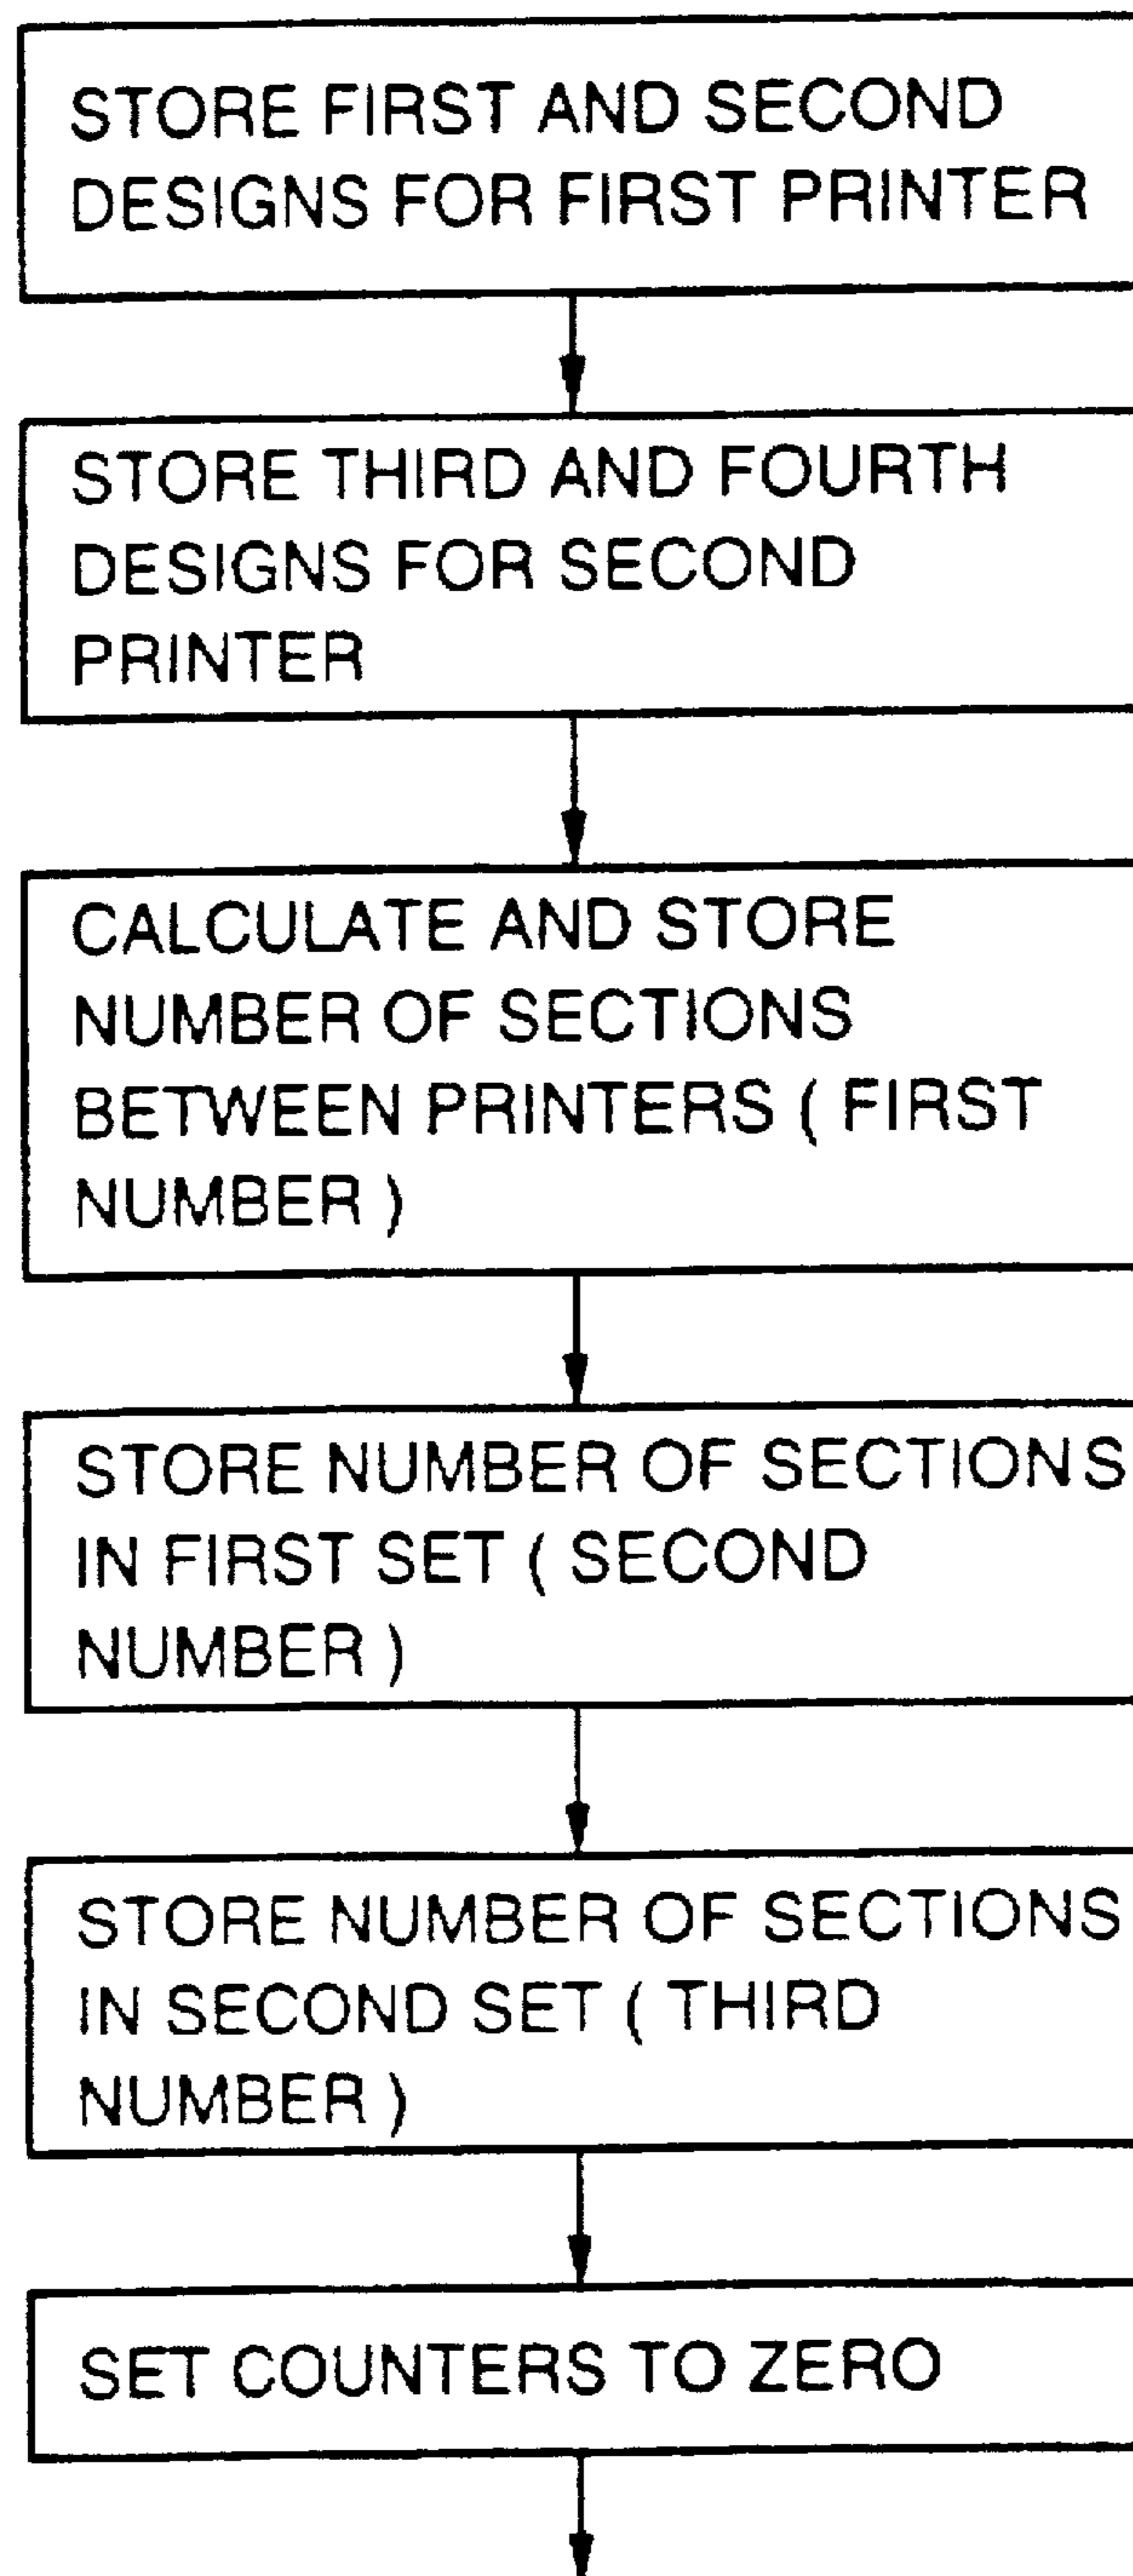 STORE FIRST AND SECOND
DESIGNS FOR FIRST PRINTER
STORE THIRD AND FOURTH
DESIGNS FOR SECOND
PRINTER
CALCULATE AND STORE
NUMBER OF SECTIONS
BETWEEN PRINTERS ( FIRST
NUMBER )
STORE NUMBER OF SECTIONS
IN FIRST SET ( SECOND
NUMBER )
STORE NUMBER OF SECTIONS
IN SECOND SET ( THIRD
NUMBER )
SET COUNTERS TO ZERO